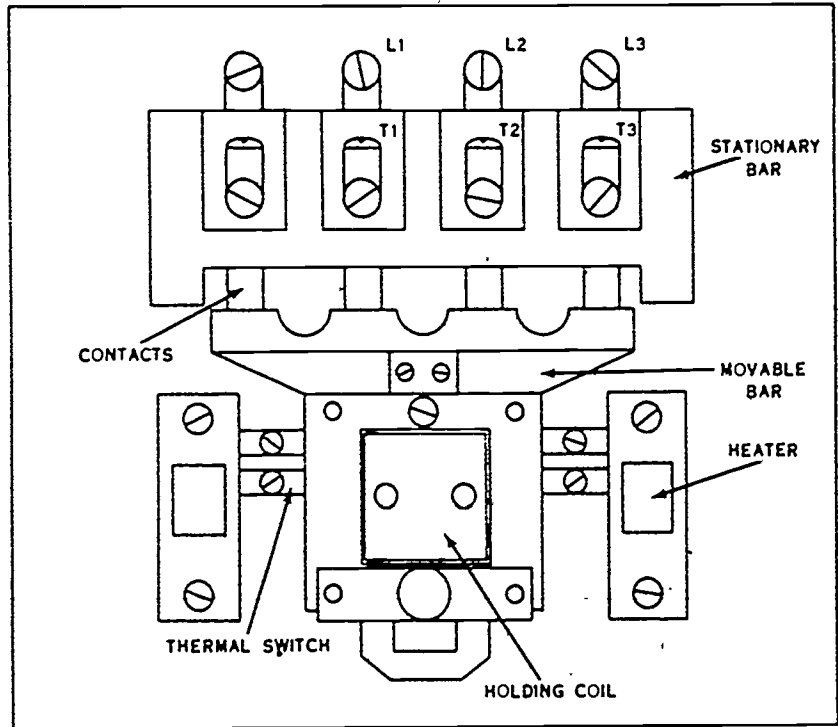 L1
L2
L3
T1
T2
T3
STATIONARY
BAR
CONTACTS
MOVABLE
BAR
HEATER
THERMAL SWITCH
HOLDING COIL